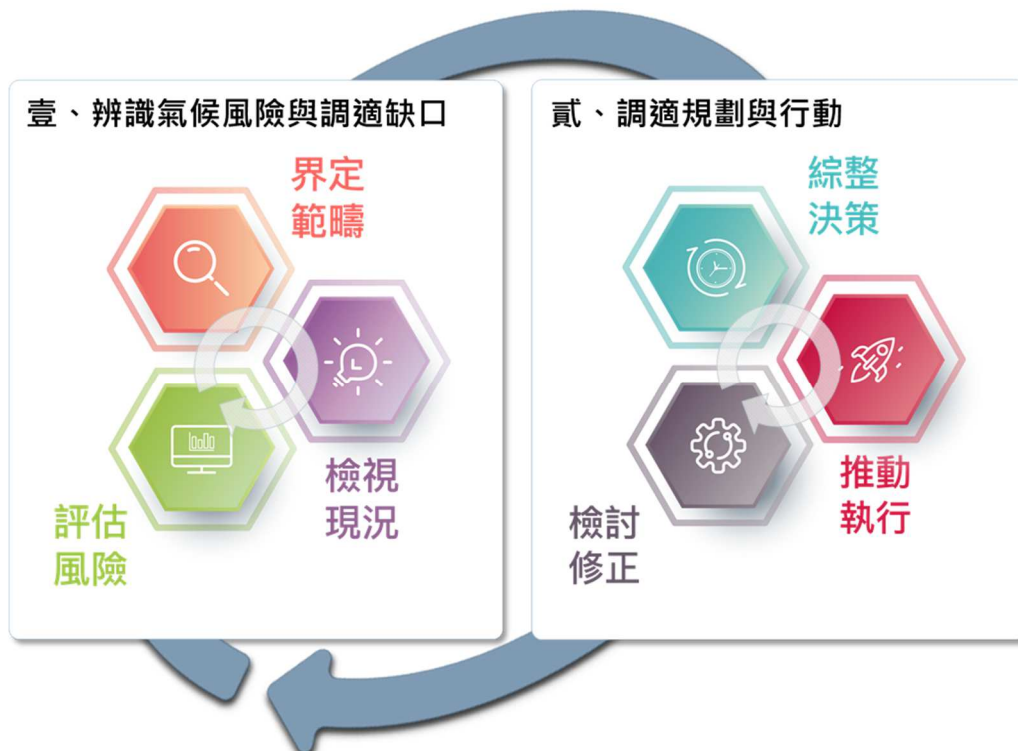 壹、辨識氣候風險與調適缺口
界定
範疇
檢視
現況
評估
風險
貳、調適規劃與行動
綜整
決策
推動
執行
檢討
修正